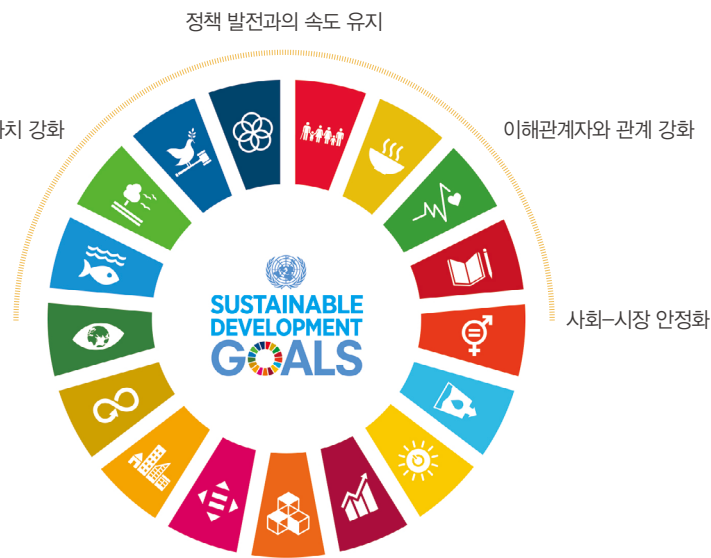 정책 발전과의 속도 유지
강화
이해관계자와 관계 강화
사회–시장 안정화
SUSTAINABLE
DEVELOPMENT
GOALS